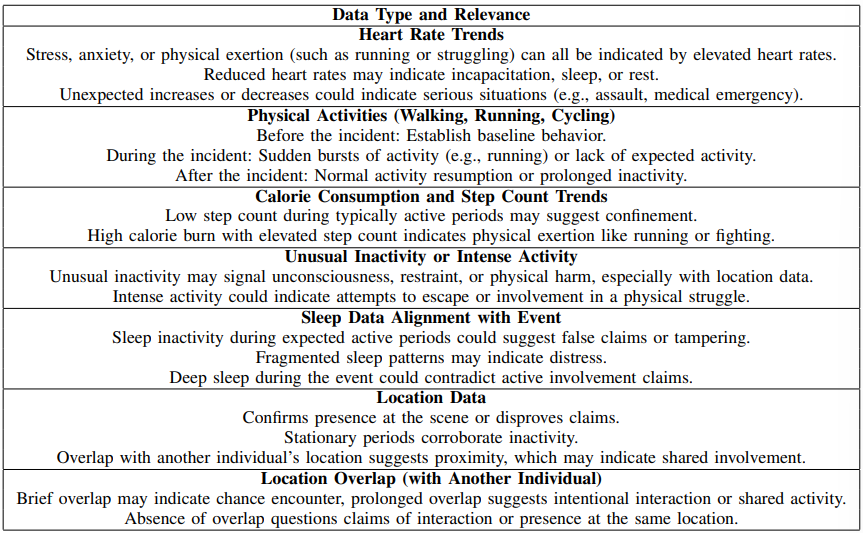 Data Type and Relevance
Heart Rate Trends
Stress, anxiety, or physical exertion (such as running or struggling) can all be indicated by elevated heart rates.
Reduced heart rates may indicate incapacitation, sleep, or rest.
Unexpected increases or decreases could indicate serious situations (e.g., assault, medical emergency).
Physical Activities (Walking, Running, Cycling)
Before the incident: Establish baseline behavior.
During the incident: Sudden bursts of activity (e.g., running) or lack of expected activity.
After the incident: Normal activity resumption or prolonged inactivity.
Calorie Consumption and Step Count Trends
Low step count during typically active periods may suggest confinement.
High calorie burn with elevated step count indicates physical exertion like running or fighting.
Unusual Inactivity or Intense Activity
Unusual inactivity may signal unconsciousness, restraint, or physical harm, especially with location data.
Intense activity could indicate attempts to escape or involvement in a physical struggle.
Sleep Data Alignment with Event
Sleep inactivity during expected active periods could suggest false claims or tampering.
Fragmented sleep patterns may indicate distress.
Deep sleep during the event could contradict active involvement claims.
Location Data
Confirms presence at the scene or disproves claims.
Stationary periods corroborate inactivity.
Overlap with another individual's location suggests proximity, which may indicate shared involvement.
Location Overlap (with Another Individual)
Brief overlap may indicate chance encounter, prolonged overlap suggests intentional interaction or shared activity.
Absence of overlap questions claims of interaction or presence at the same location.